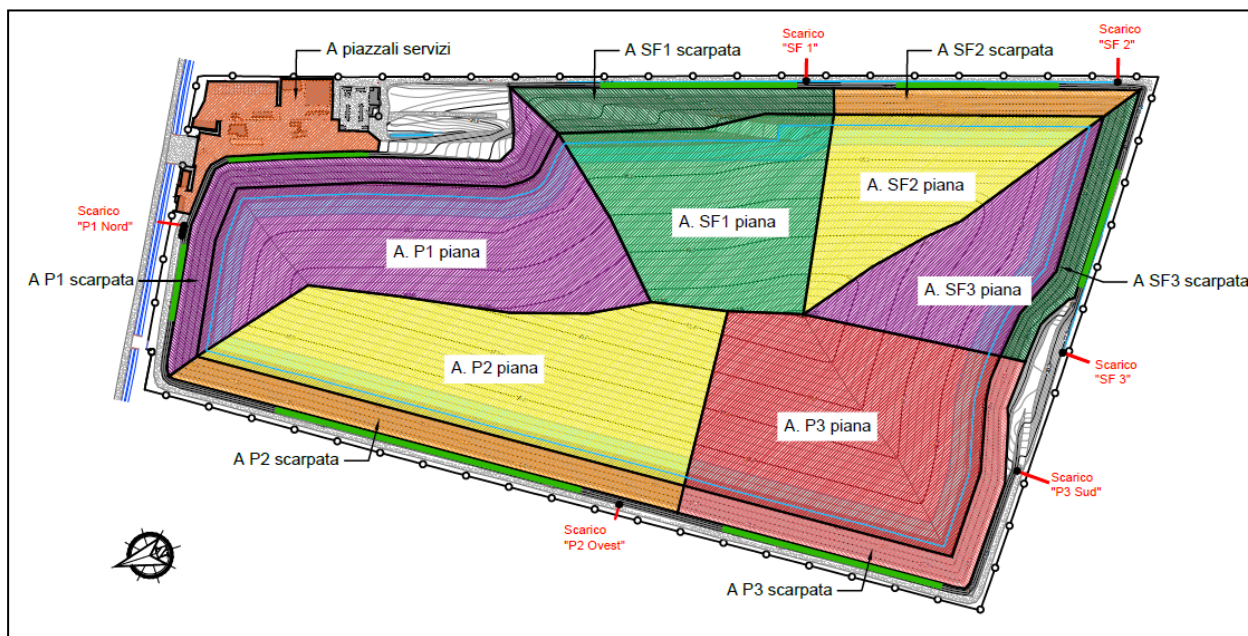 Scarico
"SF 1"
Scarico
"SF 2"
A piazzali servizi
A SF1 scarpata
A SF2 scarpata
A. SF2 piana
Scarico
"P1 Nord"
A. SF1 piana
A. P1 piana
A P1 scarpata
A. SF3 piana
A SF3 scarpata
Scarico
"SF 3"
A. P2 piana
A. P3 piana
A P2 scarpata
Scarico
"P3 Sud"
Scarico
"P2 Ovest"
A P3 scarpata